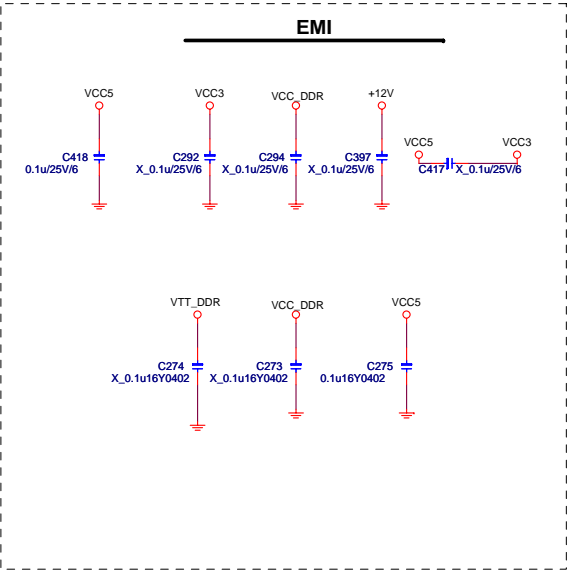 EMI
VCC5 VCC3 VCC_DDR +12V
VCC5 VCC3
C418 C292 C294 C397
0.1u/25V/6 X_0.1u/25V/6 X_0.1u/25V/6 X_0.1u/25V/6 C417 X_0.1u/25V/6
VTT_DDR VCC_DDR VCC5
C274 C273 C275
X_0.1u16Y0402 X_0.1u16Y0402 0.1u16Y0402